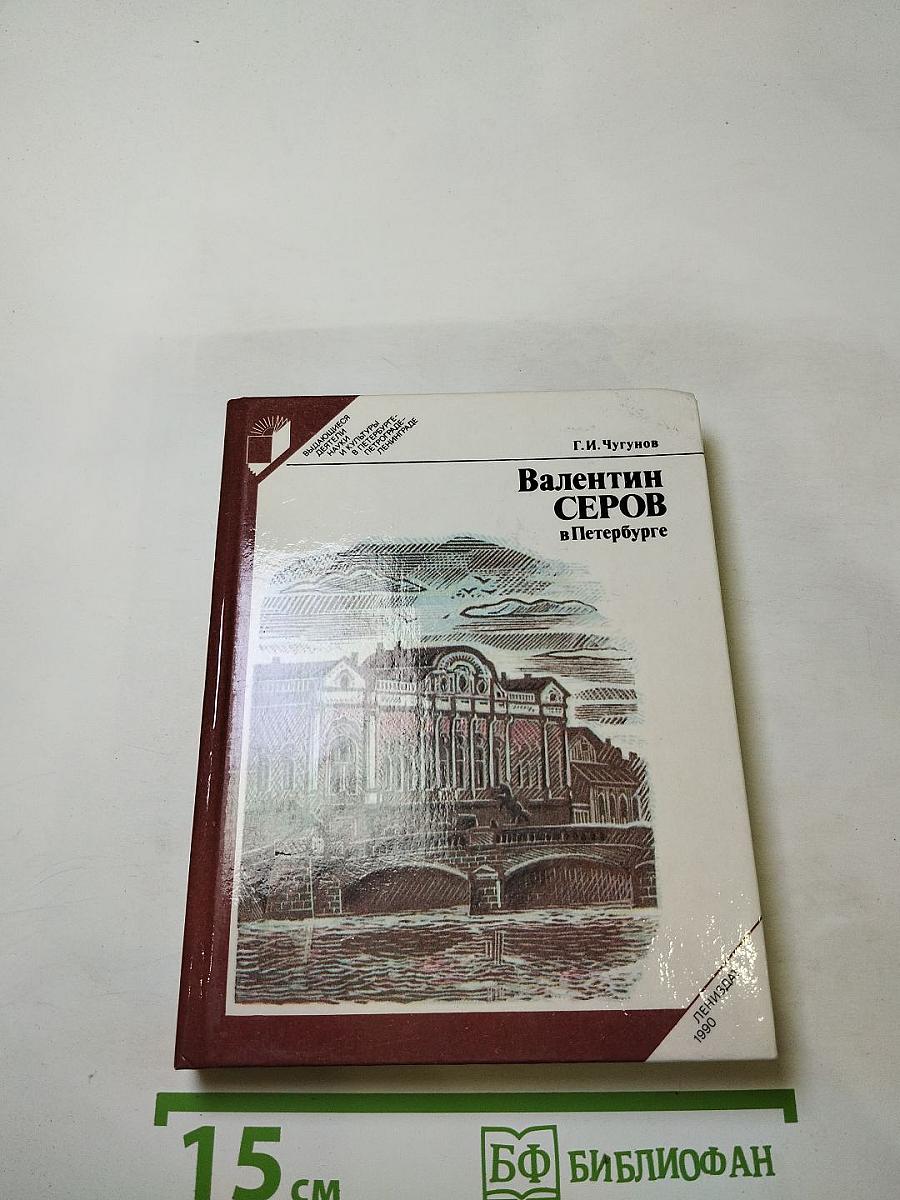 ВЫДАЮЩИЕСЯ
ДЕЯТЕЛИ
НАУКИ
И КУЛЬТУРЫ
В ПЕТЕРБУРГЕ-
ПЕТРОГРАДЕ-
ЛЕНИНГРАДЕ
Г.И. Чугунов
Валентин
СЕРОВ
в Петербурге
ЛЕНИЗДАТ
1990
15 см
БФ БИБЛИОФАН